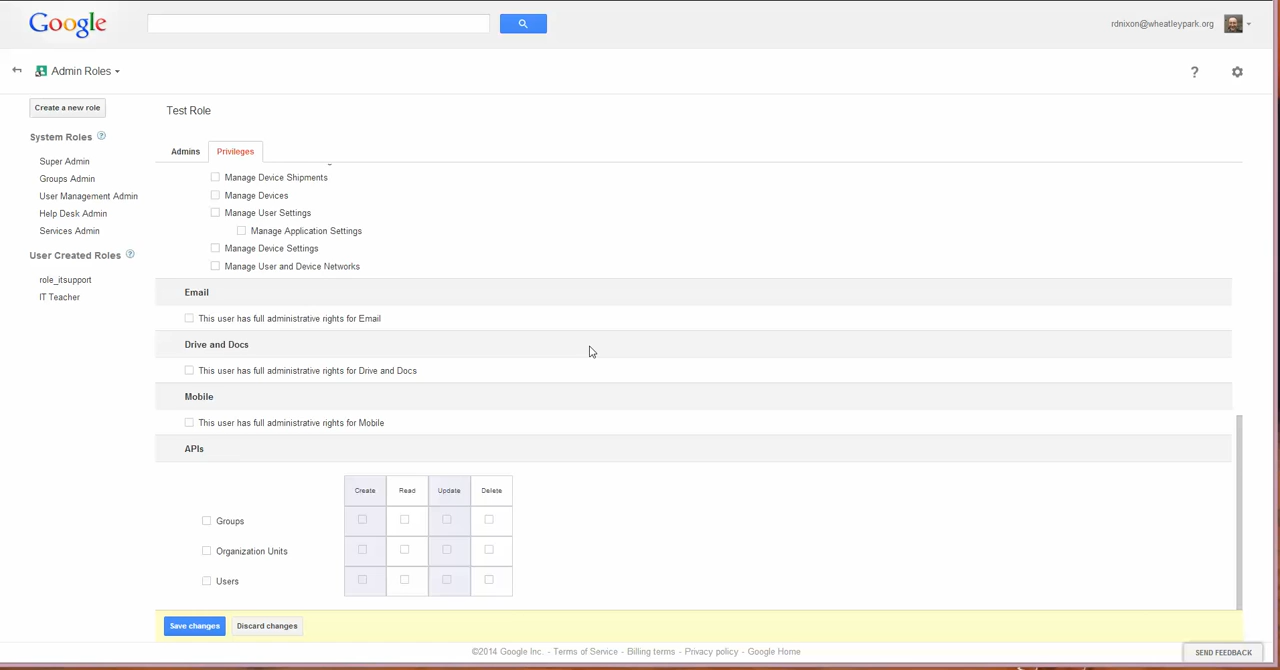 Google
rdnixon@wheatleypark.org
Admin Roles
?
Create a new role
Test Role
System Roles ?
Admins Privileges
Super Admin
Groups Admin
User Management Admin
Help Desk Admin
Services Admin
User Created Roles ?
role_itsupport
IT Teacher
Manage Device Shipments
Manage Devices
Manage User Settings
Manage Application Settings
Manage Device Settings
Manage User and Device Networks
Email
This user has full administrative rights for Email
Drive and Docs
This user has full administrative rights for Drive and Docs
Mobile
This user has full administrative rights for Mobile
APIs
Create Read Update Delete
Groups
Organization Units
Users
Save changes Discard changes
©2014 Google Inc. - Terms of Service - Billing terms - Privacy policy - Google Home
SEND FEEDBACK